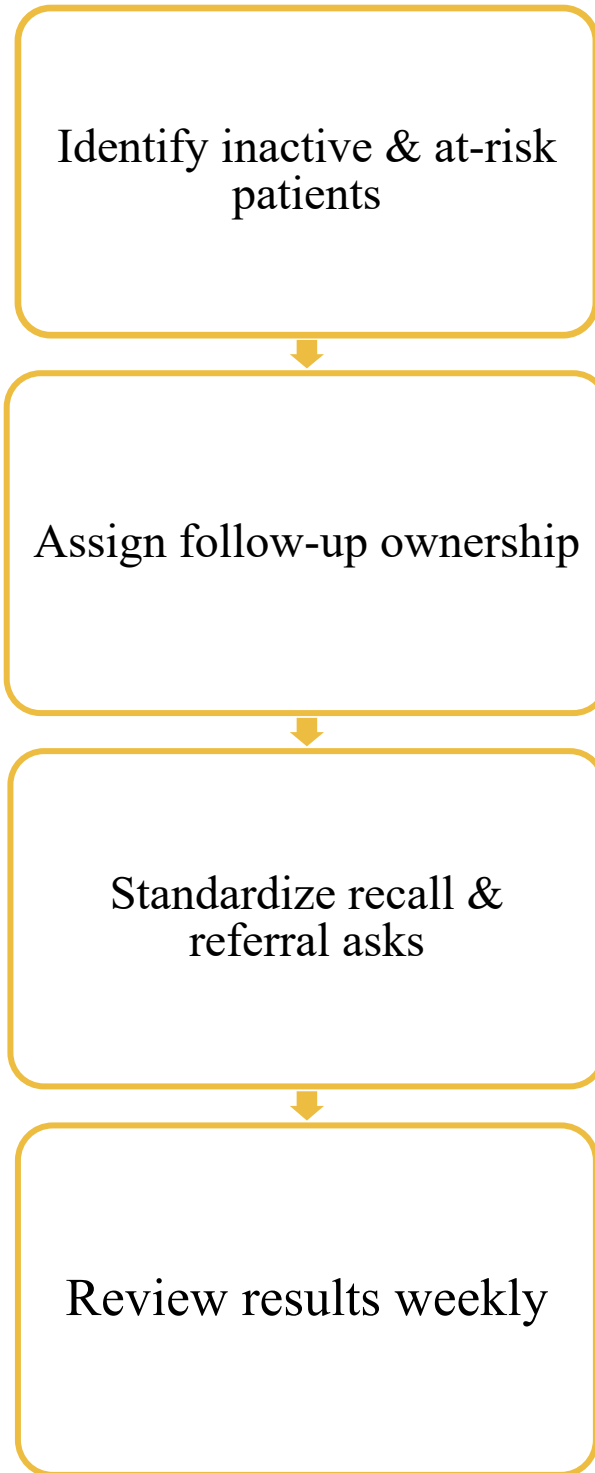 Identify inactive & at-risk
patients
Assign follow-up ownership
Standardize recall &
referral asks
Review results weekly